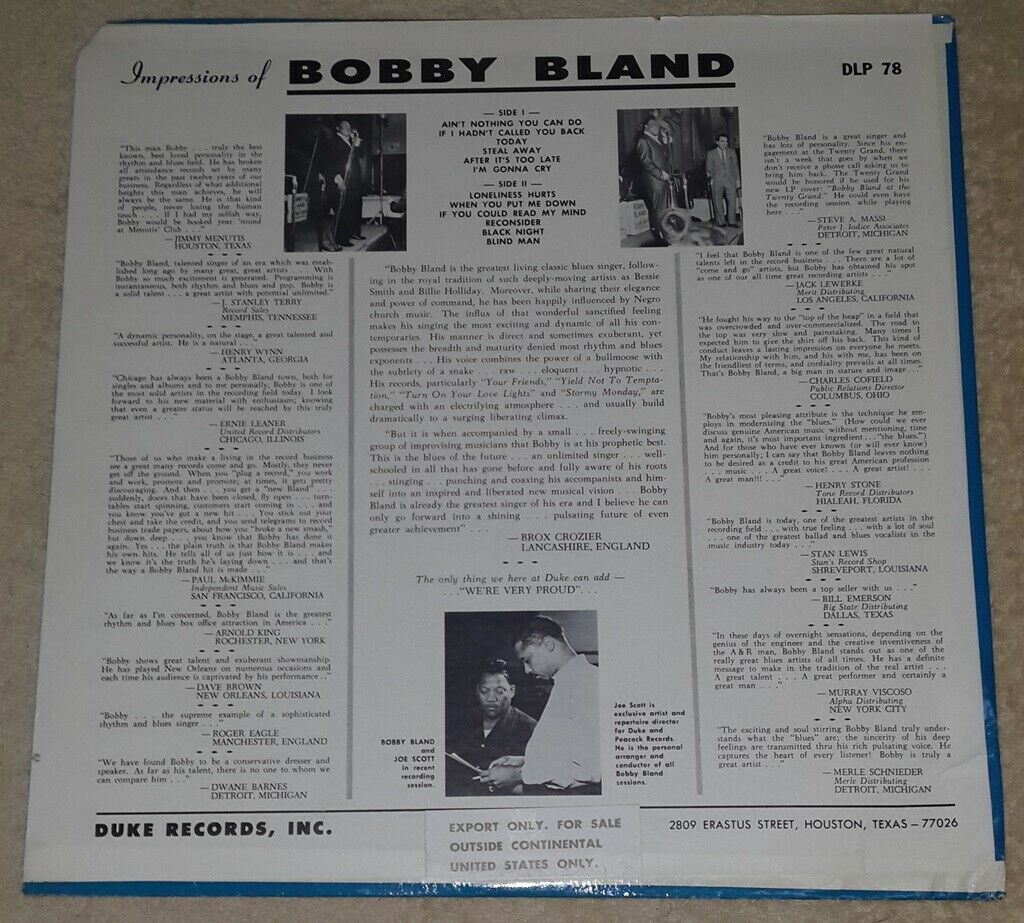 Impressions of BOBBY BLAND
DLP 78
"This man Bobby . . . truly the best
known, best loved personality in the
rhythm and blues field. He has broken
all attendance records set by many
greats in the past twelve years of our
business. Regardless of what additional
heights this man achieves, he will
always be the same. He is that kind
of people, never losing the human
touch . . . If I had my selfish way,
Bobby would be booked year 'round
at Menutis' Club . . ."
—JIMMY MENUTIS
HOUSTON, TEXAS
"Bobby Bland, talented singer of an era which was estab-
lished long ago by many great, great artists . . . With
Bobby so much excitement is generated. Programming is
instantaneous, both rhythm and blues and pop. Bobby is
a solid talent . . . a great artist with potential unlimited."
—J. STANLEY TERRY
Record Sales
MEMPHIS, TENNESSEE
"A dynamic personality, on the stage, a great talented and
successful artist. He is a natural . . ."
—HENRY WYNN
ATLANTA, GEORGIA
"Chicago has always been a Bobby Bland town, both for
singles and albums and to me personally, Bobby is one of
the most solid artists in the recording field today. I look
forward to his new material with enthusiasm; knowing
that even a greater status will be reached by this truly
great artist . . ."
—ERNIE LEANER
United Record Distributors
CHICAGO, ILLINOIS
"Those of us who make a living in the record business
see a great many records come and go. Mostly, they never
get off the ground. When you "plug a record," you work
and work, promote and promote; at times, it gets pretty
discouraging. And then . . . you get a "new Bland" . . .
suddenly, doors that have been closed, fly open . . . turn-
tables start spinning, customers start coming in . . . and
you know you've got a new hit . . . You stick out your
chest and take the credit, and you send telegrams to record
business trade papers, about how you "broke a new smash,"
but down deep . . . you know that Bobby has done it
again. Yes . . . the plain truth is that Bobby Bland makes
his own hits. He tells all of us just how it is . . . and
we know it's the truth he's laying down . . . and that's
the way a Bobby Bland hit is made . . ."
—PAUL McKIMMIE
Independent Music Sales
SAN FRANCISCO, CALIFORNIA
"As far as I'm concerned, Bobby Bland is the greatest
rhythm and blues box office attraction in America . . ."
—ARNOLD KING
ROCHESTER, NEW YORK
"Bobby shows great talent and exuberant showmanship.
He has played New Orleans on numerous occasions and
each time his audience is captivated by his performance . . ."
—DAVE BROWN
NEW ORLEANS, LOUISIANA
"Bobby . . . the supreme example of a sophisticated
rhythm and blues singer . . ."
—ROGER EAGLE
MANCHESTER, ENGLAND
"We have found Bobby to be a conservative dresser and
speaker. As far as his talent, there is no one to whom we
can compare him . . ."
—DWANE BARNES
DETROIT, MICHIGAN
— SIDE I —
AIN'T NOTHING YOU CAN DO
IF I HADN'T CALLED YOU BACK
TODAY
STEAL AWAY
AFTER IT'S TOO LATE
I'M GONNA CRY
— SIDE II —
LONELINESS HURTS
WHEN YOU PUT ME DOWN
IF YOU COULD READ MY MIND
RECONSIDER
BLACK NIGHT
BLIND MAN
"Bobby Bland is the greatest living classic blues singer, follow-
ing in the royal tradition of such deeply-moving artists as Bessie
Smith and Billie Holliday. Moreover, while sharing their elegance
and power of command, he has been happily influenced by Negro
church music. The influx of that wonderful sanctified feeling
makes his singing the most exciting and dynamic of all his con-
temporaries. His manner is direct and sometimes exuberant, yet
possesses the breadth and maturity denied most rhythm and blues
exponents . . . His voice combines the power of a bullmoose with
the subtlety of a snake . . . raw . . . eloquent . . . hypnotic . . .
His records, particularly "Your Friends," "Yield Not To Tempta-
tion," "Turn On Your Love Lights" and "Stormy Monday," are
charged with an electrifying atmosphere . . . and usually build
dramatically to a surging liberating climax.
"But it is when accompanied by a small . . . freely-swinging
group of improvising musicians that Bobby is at his prophetic best.
This is the blues of the future . . . an unlimited singer . . . well-
schooled in all that has gone before and fully aware of his roots
. . . stinging . . . punching and coaxing his accompanists and him-
self into an inspired and liberated new musical vision . . . Bobby
Bland is already the greatest singer of his era and I believe he can
only go forward into a shining . . . pulsating future of even
greater achievement" . . .
—BROX CROZIER
LANCASHIRE, ENGLAND
The only thing we here at Duke can add —
. . ."WE'RE VERY PROUD". . .
BOBBY BLAND
and
JOE SCOTT
in recent
recording
session.
Joe Scott is
exclusive artist and
repertoire director
for Duke and
Peacock Records.
He is the personal
arranger and
conductor of all
Bobby Bland
sessions.
"Bobby Bland is a great singer and
has lots of personality. Since his en-
gagement at the Twenty Grand, there
isn't a week that goes by when we
don't receive a phone call asking us to
bring him back. The Twenty Grand
would be honored if he used for his
new LP cover: "Bobby Bland at the
Twenty Grand." He could even have
the recording session while playing
here . . ."
—STEVE A. MASSI
Peter J. Iodice Associates
DETROIT, MICHIGAN
"I feel that Bobby Bland is one of the few great natural
talents left in the record business . . . There are a lot of
"come and go" artists, but Bobby has obtained his spot
as one of our all time great recording artists . . ."
—JACK LEWERKE
Merit Distributing
LOS ANGELES, CALIFORNIA
"He fought his way to the "top of the heap" in a field that
was overcrowded and over-commercialized. The road to
the top was very slow and painstaking. Many times I
expected him to give the shirt off his back. This kind of
conduct leaves a lasting impression on everyone he meets.
My relationship with him, and his with me, has been on
the friendliest of terms, and cordiality prevails at all times.
That's Bobby Bland, a big man in stature and image . . ."
—CHARLES COFIELD
Public Relations Director
COLUMBUS, OHIO
"Bobby's most pleasing attribute is the technique he em-
ploys in modernizing the "blues." (How could we ever
discuss genuine American music without mentioning, time
and again, it's most important ingredient . . . "the blues.")
And for those who have ever known (or will ever know)
him personally; I can say that Bobby Bland leaves nothing
to be desired as a credit to his great American profession
. . . music . . . A great voice! . . . A great artist! . . .
A great man!!! . . ."
—HENRY STONE
Tone Record Distributors
HIALEAH, FLORIDA
"Bobby Bland is today, one of the greatest artists in the
recording field . . . with true feeling . . . with a lot of soul
. . . one of the greatest ballad and blues vocalists in the
music industry today . . ."
—STAN LEWIS
Stan's Record Shop
SHREVEPORT, LOUISIANA
"Bobby has always been a top seller with us . . ."
—BILL EMERSON
Big State Distributing
DALLAS, TEXAS
"In these days of overnight sensations, depending on the
genius of the engineer and the creative inventiveness of
the A & R man, Bobby Bland stands out as one of the
really great blues artists of all times. He has a definite
message to make in the tradition of the real artist . . .
A great talent . . . A great performer and certainly a
great man . . ."
—MURRAY VISCOSO
Alpha Distributing
NEW YORK CITY
"The exciting and soul stirring Bobby Bland truly under-
stands what the "blues" are; the sincerity of his deep
feelings are transmitted thru his rich pulsating voice. He
captures the heart of every listener! Bobby is truly a
great artist . . ."
—MERLE SCHNIEDER
Merle Distributing
DETROIT, MICHIGAN
DUKE RECORDS, INC.
EXPORT ONLY. FOR SALE
OUTSIDE CONTINENTAL
UNITED STATES ONLY.
2809 ERASTUS STREET, HOUSTON, TEXAS—77026